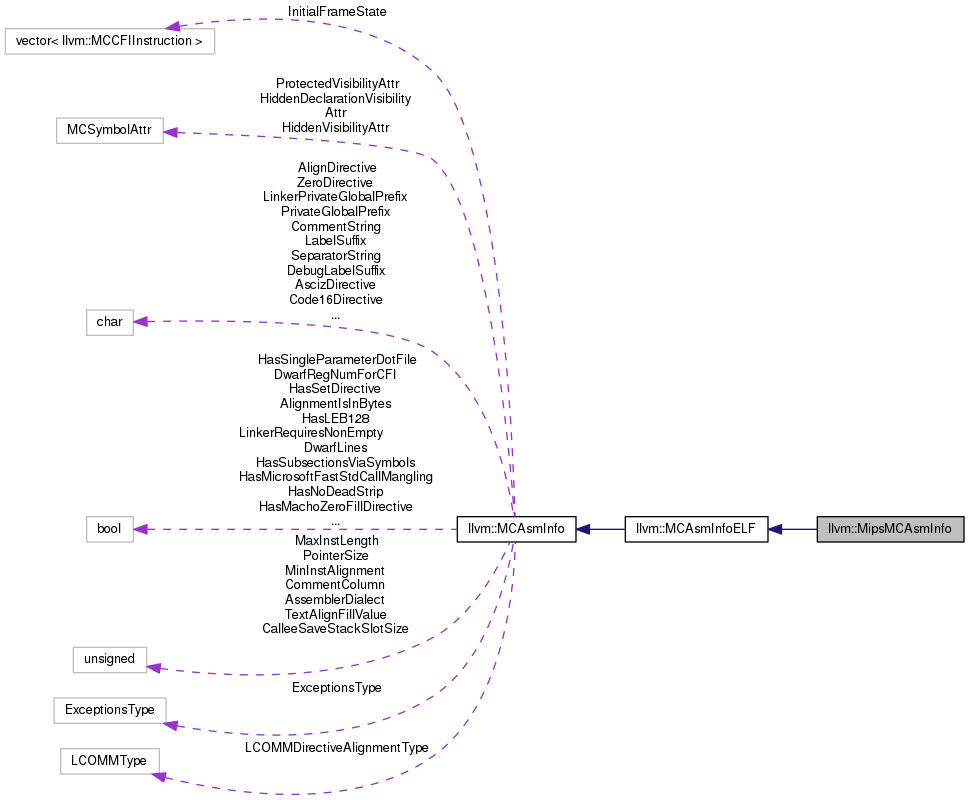 InitialFrameState
vector< llvm::MCCFIInstruction >
ProtectedVisibilityAttr
HiddenDeclarationVisibility
Attr
HiddenVisibilityAttr
MCSymbolAttr
AlignDirective
ZeroDirective
LinkerPrivateGlobalPrefix
PrivateGlobalPrefix
CommentString
LabelSuffix
SeparatorString
DebugLabelSuffix
AscizDirective
Code16Directive
...
char
HasSingleParameterDotFile
DwarfRegNumForCFI
HasSetDirective
AlignmentIsInBytes
HasLEB128
LinkerRequiresNonEmpty
DwarfLines
HasSubsectionsViaSymbols
HasMicrosoftFastStdCallMangling
HasNoDeadStrip
HasMachoZeroFillDirective
...
bool
llvm::MCAsmInfo
llvm::MCAsmInfoELF
llvm::MipsMCAsmInfo
MaxInstLength
PointerSize
MinInstAlignment
CommentColumn
AssemblerDialect
TextAlignFillValue
CalleeSaveStackSlotSize
unsigned
ExceptionsType
ExceptionsType
LCOMMDirectiveAlignmentType
LCOMMType